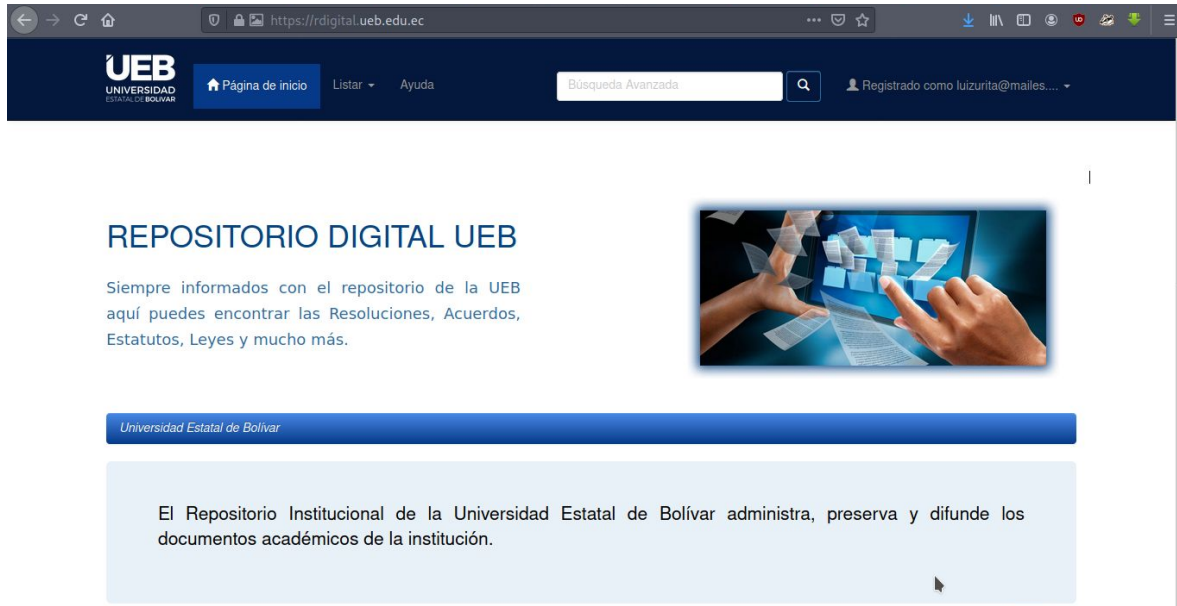 https://rdigital.ueb.edu.ec
UEB
UNIVERSIDAD
ESTATAL DE BOLIVAR
Página de inicio
Listar
Ayuda
Búsqueda Avanzada
Registrado como luizurita@mailes....
REPOSITORIO DIGITAL UEB
Siempre informados con el repositorio de la UEB
aquí puedes encontrar las Resoluciones, Acuerdos,
Estatutos, Leyes y mucho más.
Universidad Estatal de Bolívar
El Repositorio Institucional de la Universidad Estatal de Bolívar administra, preserva y difunde los
documentos académicos de la institución.